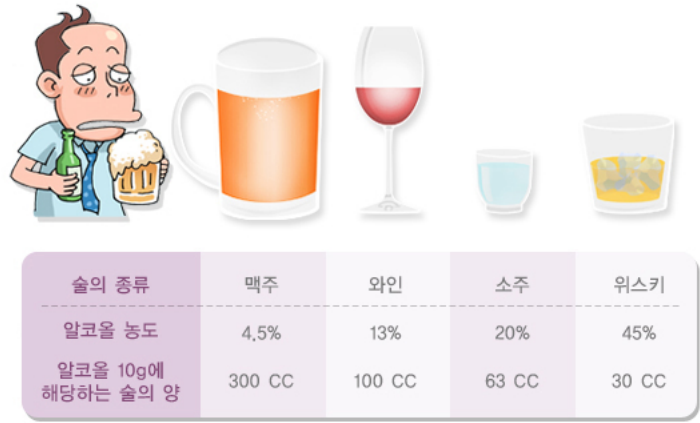 술의 종류 맥주 와인 소주 위스키
알코올 농도 4.5% 13% 20% 45%
알코올 10g에
해당하는 술의 양 300 CC 100 CC 63 CC 30 CC